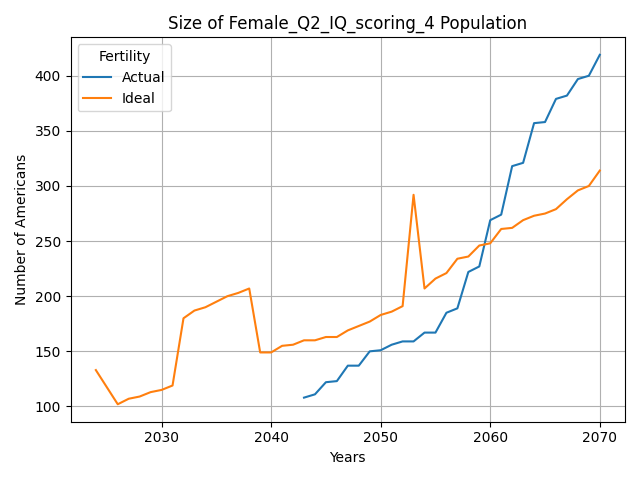 Size of Female_Q2_IQ_scoring_4 Population
Fertility
Actual
Ideal
Number of Americans
400
350
300
250
200
150
100
2030
2040
2050
2060
2070
Years